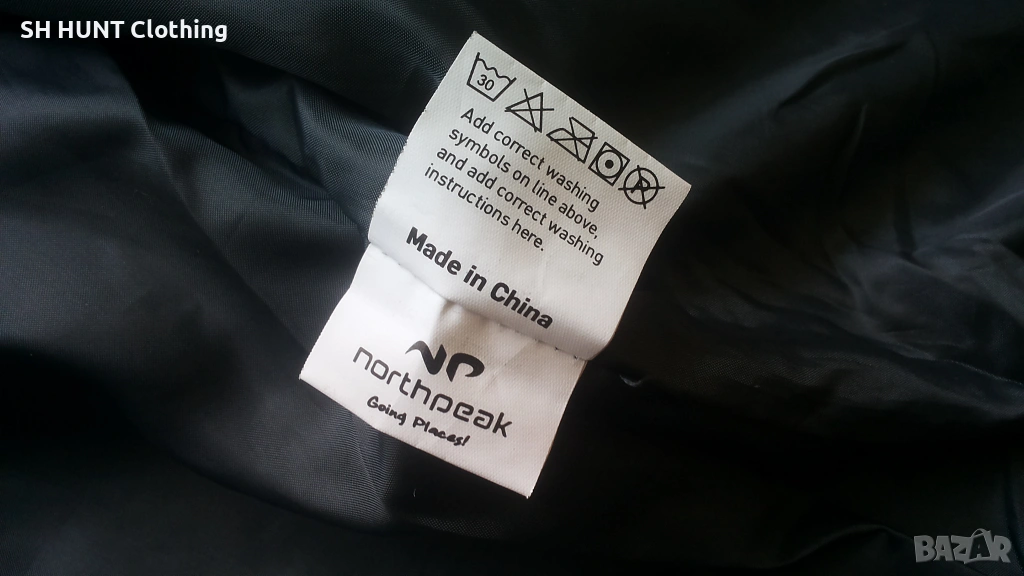 SH HUNT Clothing
30
P
Add correct washing
symbols on line above,
and add correct washing
instructions here.
Made in China
northpeak
Going Places!
BAZAR